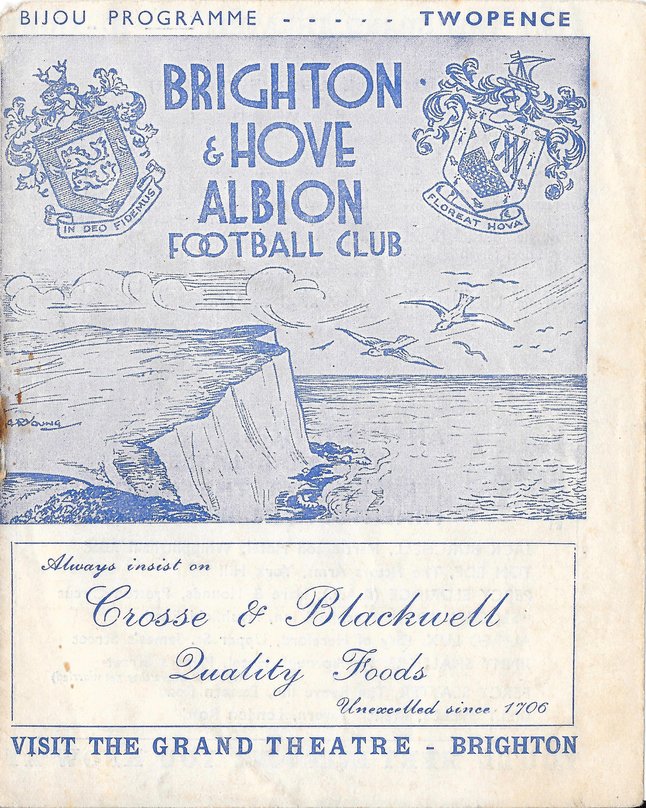 BIJOU PROGRAMME - - - - - TWOPENCE
BRIGHTON
& HOVE
ALBION
FOOTBALL CLUB
IN DEO FIDEMUS
FLOREAT HOVA
Always insist on
Crosse & Blackwell
Quality Foods
Unexcelled since 1706
VISIT THE GRAND THEATRE - BRIGHTON